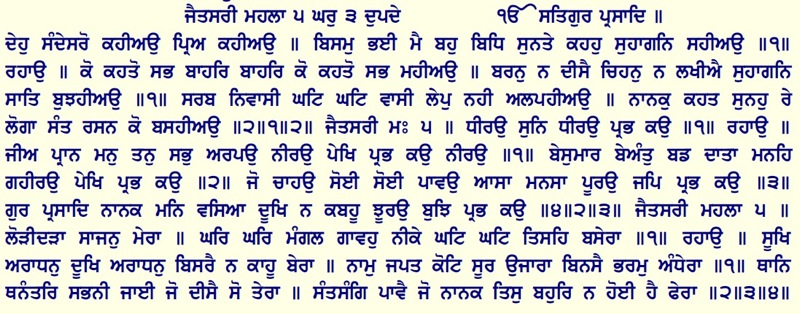 ਜੈਤਸਰੀ ਮਹਲਾ ੫ ਘਰੁ ੩ ਦੁਪਦੇ ੴ ਸਤਿਗੁਰ ਪ੍ਰਸਾਦਿ ॥
ਦੇਹੁ ਸੰਦੇਸਰੋ ਕਹੀਅਉ ਪ੍ਰਿਅ ਕਹੀਅਉ ॥ ਬਿਸਮੁ ਭਈ ਮੈ ਬਹੁ ਬਿਧਿ ਸੁਨਤੇ ਕਹਹੁ ਸੁਹਾਗਨਿ ਸਹੀਅਉ ॥੧॥
ਰਹਾਉ ॥ ਕੋ ਕਹਤੋ ਸਭ ਬਾਹਰਿ ਬਾਹਰਿ ਕੋ ਕਹਤੋ ਸਭ ਮਹੀਅਉ ॥ ਬਰਨੁ ਨ ਦੀਸੈ ਚਿਹਨੁ ਨ ਲਖੀਐ ਸੁਹਾਗਨਿ
ਸਾਤਿ ਬੁਝਹੀਅਉ ॥੧॥ ਸਰਬ ਨਿਵਾਸੀ ਘਟਿ ਘਟਿ ਵਾਸੀ ਲੇਪੁ ਨਹੀ ਅਲਪਹੀਅਉ ॥ ਨਾਨਕੁ ਕਹਤ ਸੁਨਹੁ ਰੇ
ਲੋਗਾ ਸੰਤ ਰਸਨ ਕੋ ਬਸਹੀਅਉ ॥੨॥੧॥੨॥ ਜੈਤਸਰੀ ਮਃ ੫ ॥ ਧੀਰਉ ਸੁਨਿ ਧੀਰਉ ਪ੍ਰਭ ਕਉ ॥੧॥ ਰਹਾਉ ॥
ਜੀਅ ਪ੍ਰਾਨ ਮਨੁ ਤਨੁ ਸਭੁ ਅਰਪਉ ਨੀਰਉ ਪੇਖਿ ਪ੍ਰਭ ਕਉ ਨੀਰਉ ॥੧॥ ਬੇਸੁਮਾਰ ਬੇਅੰਤੁ ਬਡ ਦਾਤਾ ਮਨਹਿ
ਗਹੀਰਉ ਪੇਖਿ ਪ੍ਰਭ ਕਉ ॥੨॥ ਜੋ ਚਾਹਉ ਸੋਈ ਸੋਈ ਪਾਵਉ ਆਸਾ ਮਨਸਾ ਪੂਰਉ ਜਪਿ ਪ੍ਰਭ ਕਉ ॥੩॥
ਗੁਰ ਪ੍ਰਸਾਦਿ ਨਾਨਕ ਮਨਿ ਵਸਿਆ ਦੂਖਿ ਨ ਕਬਹੂ ਝੂਰਉ ਬੁਝਿ ਪ੍ਰਭ ਕਉ ॥੪॥੨॥੩॥ ਜੈਤਸਰੀ ਮਹਲਾ ੫ ॥
ਲੋੜੀਦੜਾ ਸਾਜਨੁ ਮੇਰਾ ॥ ਘਰਿ ਘਰਿ ਮੰਗਲ ਗਾਵਹੁ ਨੀਕੇ ਘਟਿ ਘਟਿ ਤਿਸਹਿ ਬਸੇਰਾ ॥੧॥ ਰਹਾਉ ॥ ਸੂਖਿ
ਅਰਾਧਨੁ ਦੂਖਿ ਅਰਾਧਨੁ ਬਿਸਰੈ ਨ ਕਾਹੂ ਬੇਰਾ ॥ ਨਾਮੁ ਜਪਤ ਕੋਟਿ ਸੂਰ ਉਜਾਰਾ ਬਿਨਸੈ ਭਰਮੁ ਅੰਧੇਰਾ ॥੧॥ ਥਾਨਿ
ਥਨੰਤਰਿ ਸਭਨੀ ਜਾਈ ਜੋ ਦੀਸੈ ਸੋ ਤੇਰਾ ॥ ਸੰਤਸੰਗਿ ਪਾਵੈ ਜੋ ਨਾਨਕ ਤਿਸੁ ਬਹੁਰਿ ਨ ਹੋਈ ਹੈ ਫੇਰਾ ॥੨॥੩॥੪॥